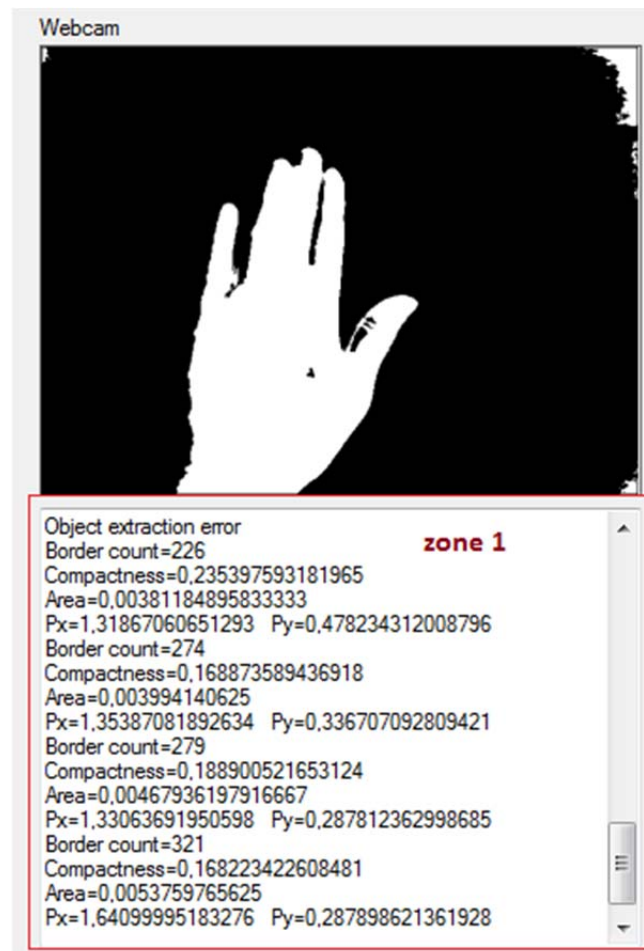 Webcam
Object extraction error
zone 1
Border count=226
Compactness=0,235397593181965
Area=0,00381184895833333
Px=1,31867060651293 Py=0,478234312008796
Border count=274
Compactness=0,168873589436918
Area=0,003994140625
Px=1,35387081892634 Py=0,336707092809421
Border count=279
Compactness=0,188900521653124
Area=0,00467936197916667
Px=1,33063691950598 Py=0,287812362998685
Border count=321
Compactness=0,168223422608481
Area=0,0053759765625
Px=1,64099995183276 Py=0,287898621361928